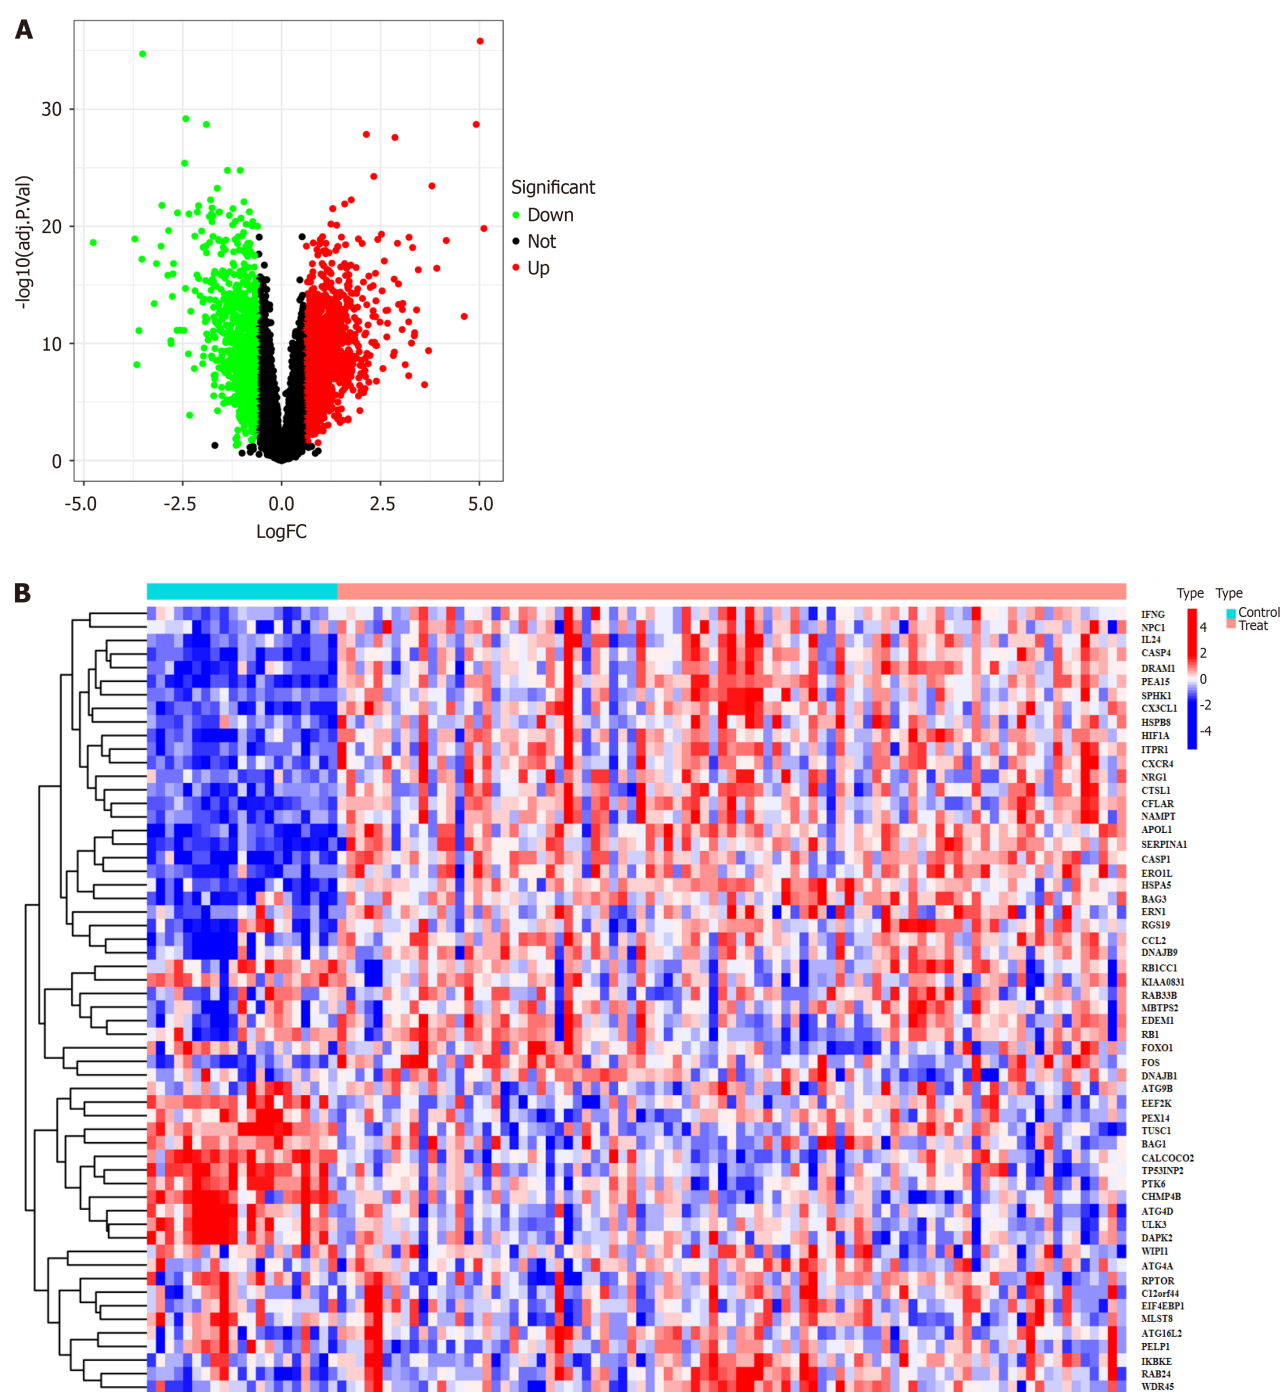 A
30
20
10
0
-log10(adj.P.Val)
-5.0 -2.5 0.0 2.5 5.0
LogFC
Significant
Down
Not
Up
B
Type Type
4
2
0
-2
-4
Control
Treat
IFNG
NPC1
IL24
CASP4
DRAM1
PEA15
SPHK1
CX3CL1
HSPB8
HIF1A
ITPR1
CXCR4
NRG1
CTSL1
CFLAR
NAMPT
APOL1
SERPINA1
CASP1
ERO1L
HSPA5
BAG3
ERN1
RGS19
CCL2
DNAJB9
RB1CC1
KIAA0831
RAB33B
MBTPS2
EDEM1
RB1
FOXO1
FOS
DNAJB1
ATG9B
EEF2K
PEX14
TUSC1
BAG1
CALCOCO2
TP53INP2
PTK6
CHMP4B
ATG4D
ULK3
DAPK2
WIPI1
ATG4A
RPTOR
C12orf44
EIF4EBP1
MLST8
ATG16L2
PELP1
IKBKE
RAB24
WDR45